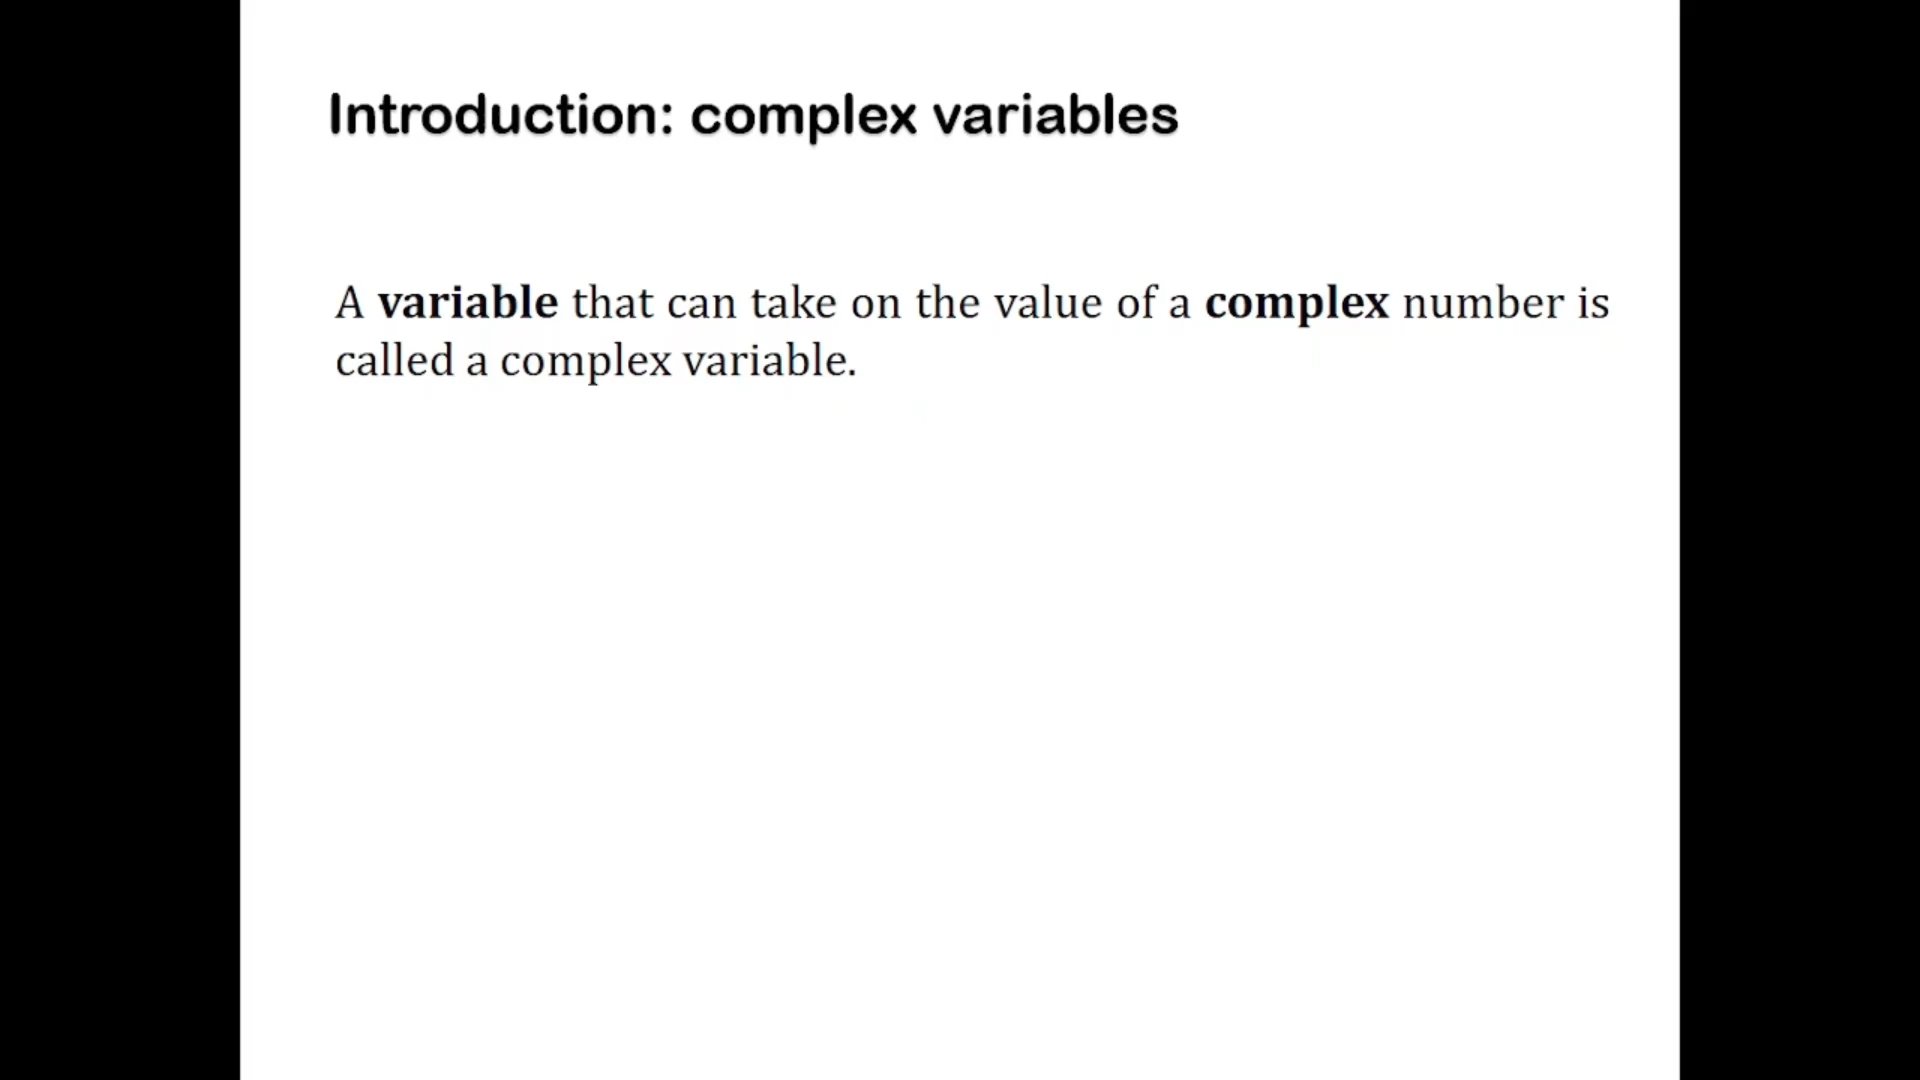 Introduction: complex variables
A variable that can take on the value of a complex number is
called a complex variable.